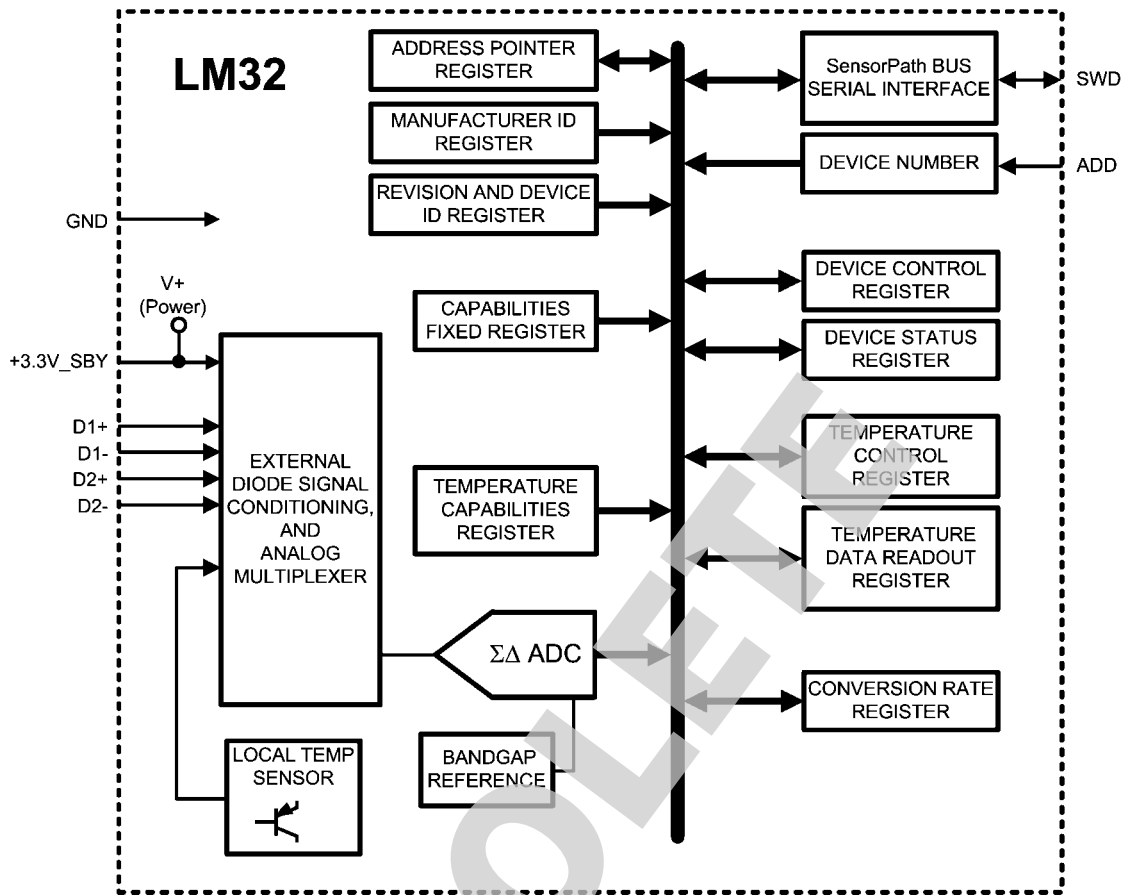 LM32
ADDRESS POINTER
REGISTER
MANUFACTURER ID
REGISTER
REVISION AND DEVICE
ID REGISTER
CAPABILITIES
FIXED REGISTER
TEMPERATURE
CAPABILITIES
REGISTER
SensorPath BUS
SERIAL INTERFACE
SWD
DEVICE NUMBER
ADD
DEVICE CONTROL
REGISTER
DEVICE STATUS
REGISTER
TEMPERATURE
CONTROL
REGISTER
TEMPERATURE
DATA READOUT
REGISTER
CONVERSION RATE
REGISTER
GND
V+
(Power)
+3.3V_SBY
D1+
D1-
D2+
D2-
EXTERNAL
DIODE SIGNAL
CONDITIONING,
AND
ANALOG
MULTIPLEXER
ΣΔ ADC
LOCAL TEMP
SENSOR
BANDGAP
REFERENCE
OLETE